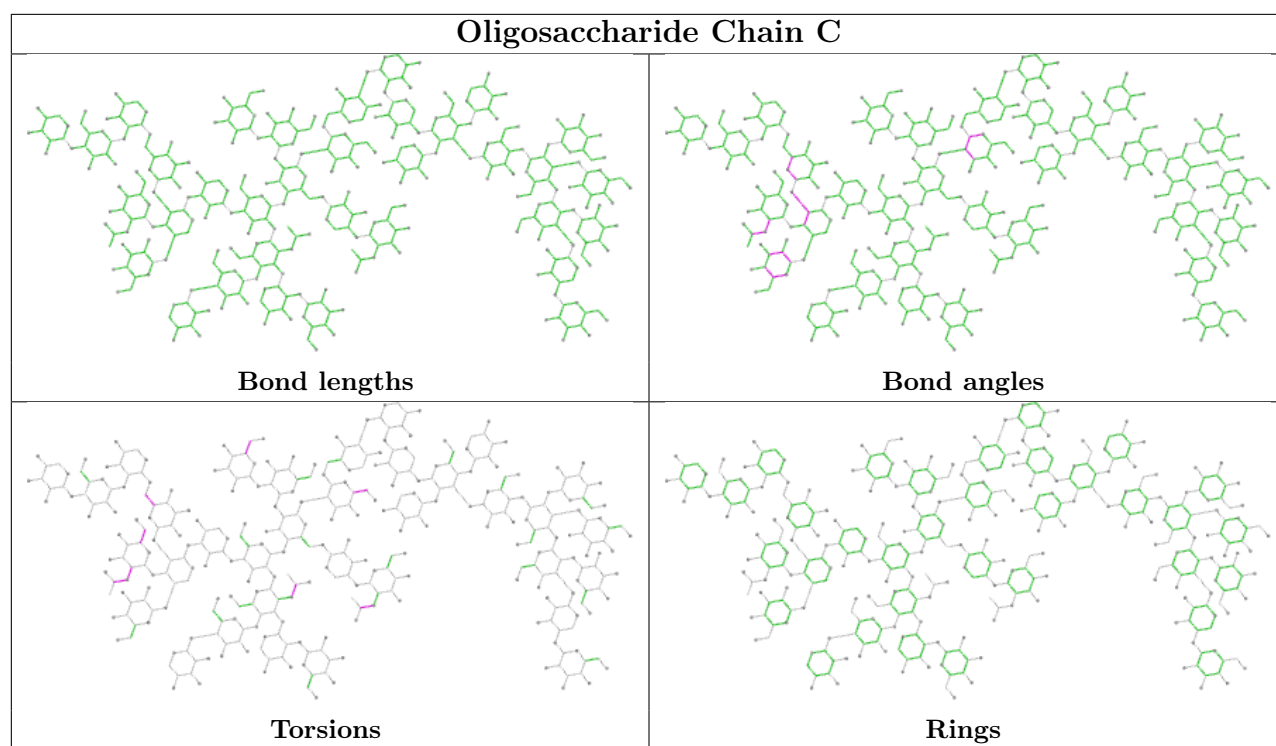 Oligosaccharide Chain C
Bond lengths
Bond angles
Torsions
Rings